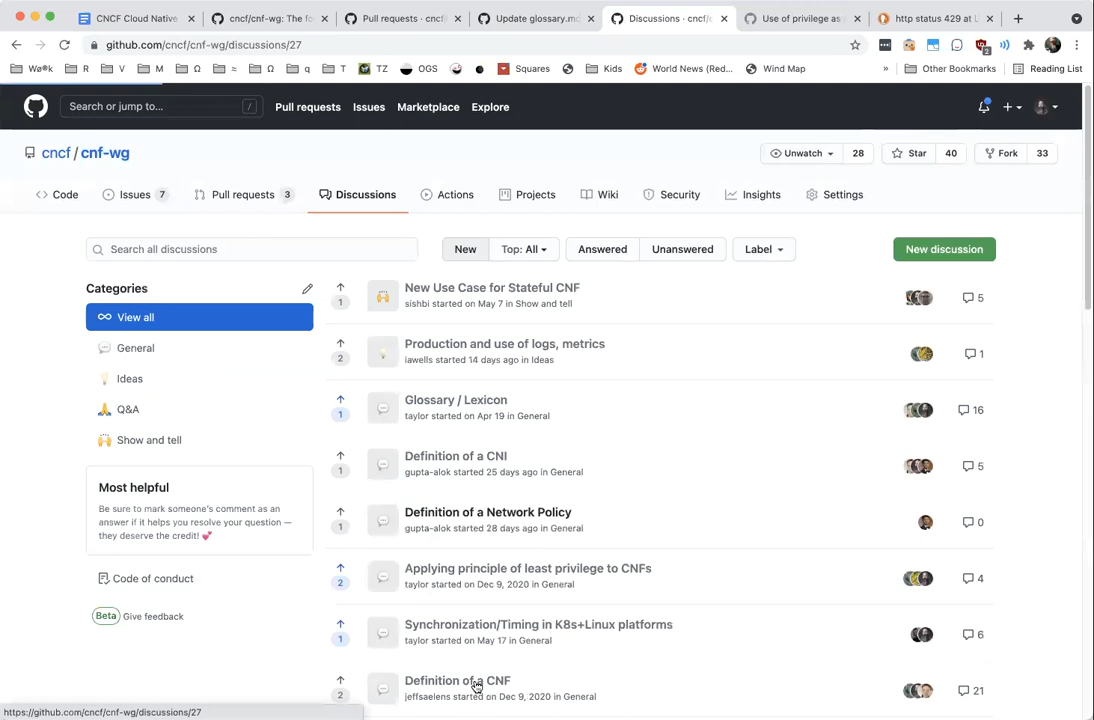 CNCF Cloud Native
cncf/cnf-wg: The fo
Pull requests · cncf
Update glossary.md
Discussions · cncf/c
Use of privilege as
http status 429 at L
github.com/cncf/cnf-wg/discussions/27
Wø®k
R
V
M
Ω
≈
Ω
q
T
TZ
OGS
Squares
Kids
World News (Red...
Wind Map
»
Other Bookmarks
Reading List
Search or jump to...
/
Pull requests
Issues
Marketplace
Explore
cncf / cnf-wg
Unwatch
28
Star
40
Fork
33
Code
Issues 7
Pull requests 3
Discussions
Actions
Projects
Wiki
Security
Insights
Settings
Search all discussions
New
Top: All
Answered
Unanswered
Label
New discussion
Categories
View all
General
Ideas
Q&A
Show and tell
Most helpful
Be sure to mark someone's comment as an
answer if it helps you resolve your question —
they deserve the credit!
Code of conduct
Beta Give feedback
1
New Use Case for Stateful CNF
sishbi started on May 7 in Show and tell
5
2
Production and use of logs, metrics
iawells started 14 days ago in Ideas
1
1
Glossary / Lexicon
taylor started on Apr 19 in General
16
1
Definition of a CNI
gupta-alok started 25 days ago in General
5
1
Definition of a Network Policy
gupta-alok started 28 days ago in General
0
2
Applying principle of least privilege to CNFs
taylor started on Dec 9, 2020 in General
4
1
Synchronization/Timing in K8s+Linux platforms
taylor started on May 17 in General
6
2
Definition of a CNF
jeffsaelens started on Dec 9, 2020 in General
21
https://github.com/cncf/cnf-wg/discussions/27